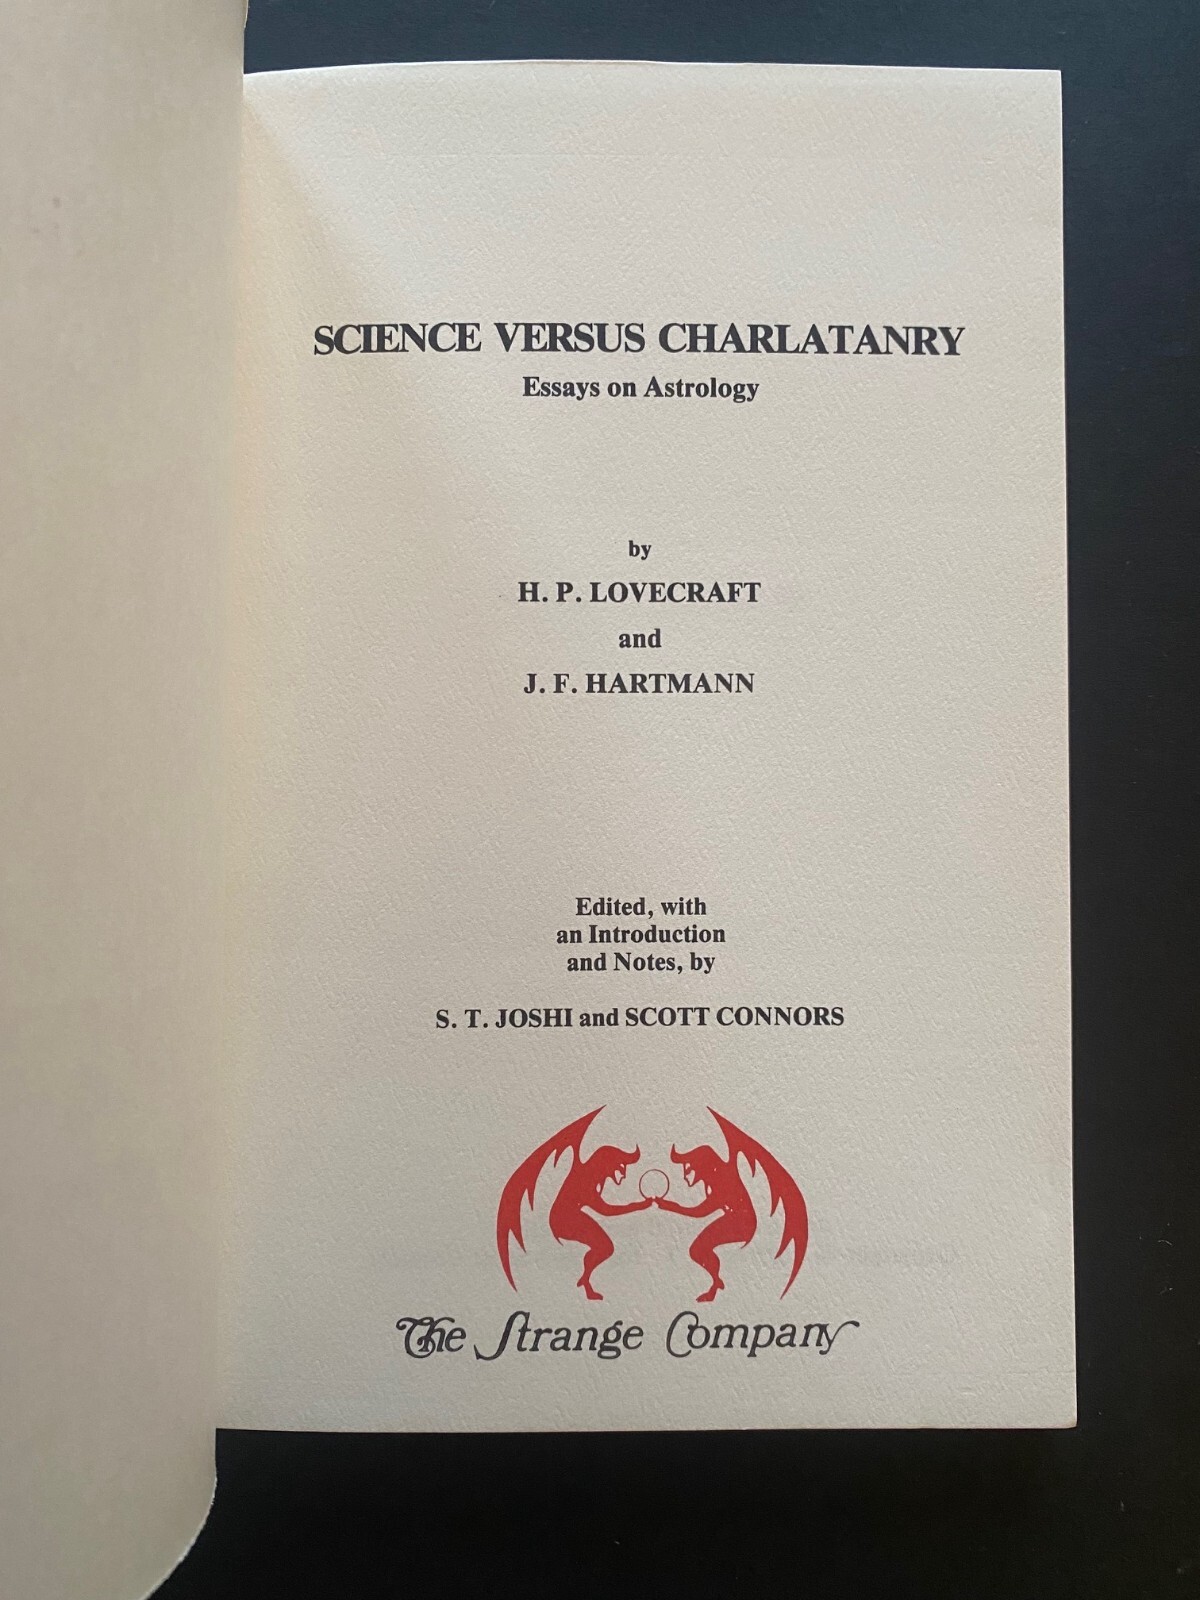 SCIENCE VERSUS CHARLATANRY
Essays on Astrology
by
H. P. LOVECRAFT
and
J. F. HARTMANN
Edited, with
an Introduction
and Notes, by
S. T. JOSHI and SCOTT CONNORS
The Strange Company